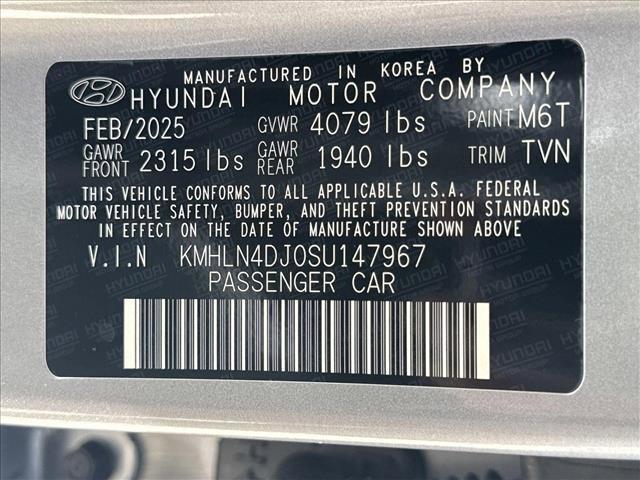 MANUFACTURED IN KOREA BY
HYUNDAI MOTOR COMPANY
FEB/2025 GVWR 4079 lbs PAINT M6T
GAWR FRONT 2315 lbs GAWR REAR 1940 lbs TRIM TVN
THIS VEHICLE CONFORMS TO ALL APPLICABLE U.S.A. FEDERAL
MOTOR VEHICLE SAFETY, BUMPER, AND THEFT PREVENTION STANDARDS
IN EFFECT ON THE DATE OF MANUFACTURE SHOWN ABOVE.
V.I.N KMHLN4DJ0SU147967
PASSENGER CAR